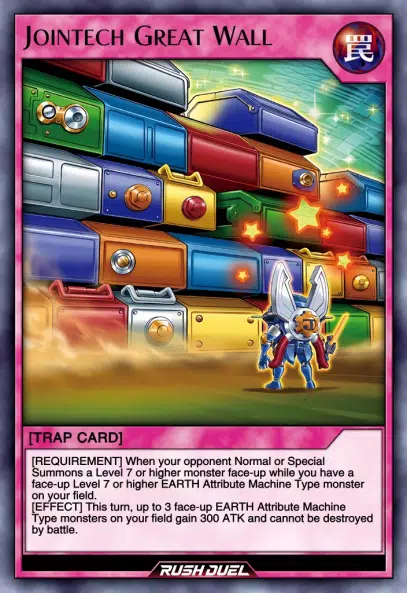 JOINTECH GREAT WALL
罠
[TRAP CARD]
[REQUIREMENT] When your opponent Normal or Special
Summons a Level 7 or higher monster face-up while you have a
face-up Level 7 or higher EARTH Attribute Machine Type monster
on your field.
[EFFECT] This turn, up to 3 face-up EARTH Attribute Machine
Type monsters on your field gain 300 ATK and cannot be destroyed
by battle.
RUSH DUEL